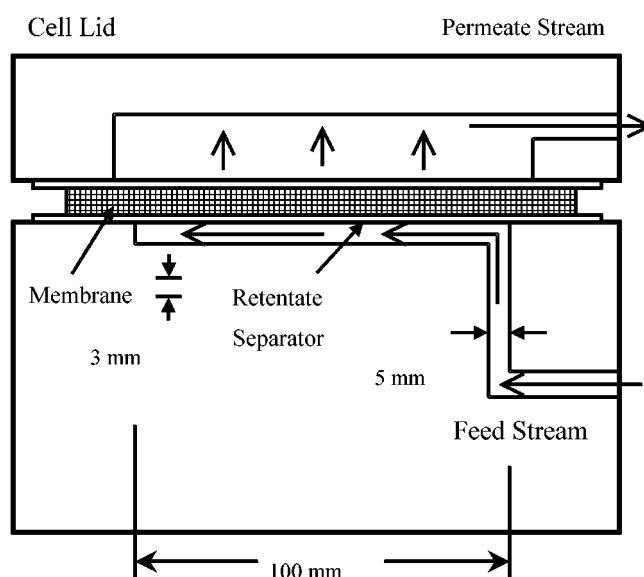 Cell Lid
Permeate Stream
Membrane
Retentate
Separator
3 mm
5 mm
Feed Stream
100 mm